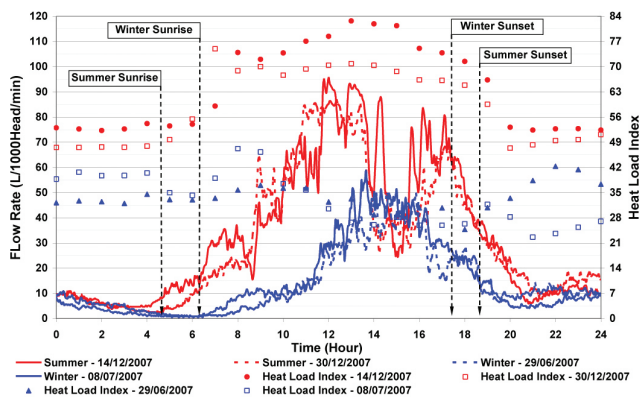 Winter Sunrise
Summer Sunrise
Winter Sunset
Summer Sunset
FLow Rate (L/1000Head/min)
120
110
100
90
80
70
60
50
40
30
20
10
0
Heat Load Index
84
77
70
63
56
49
42
35
28
21
14
7
0
0 2 4 6 8 10 12 14 16 18 20 22 24
Time (Hour)
Summer - 14/12/2007 Summer - 30/12/2007 Winter - 29/06/2007
Winter - 08/07/2007 Heat Load Index - 14/12/2007 Heat Load Index - 30/12/2007
Heat Load Index - 29/06/2007 Heat Load Index - 08/07/2007